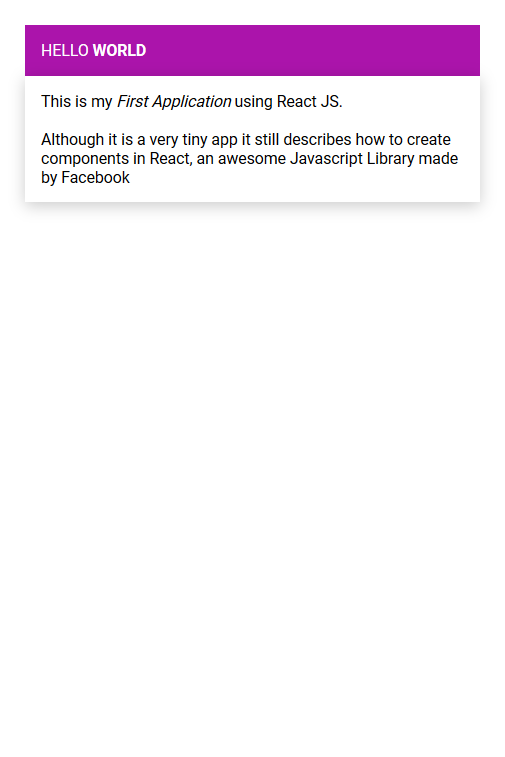 HELLO WORLD
This is my First Application using React JS.
Although it is a very tiny app it still describes how to create
components in React, an awesome Javascript Library made
by Facebook